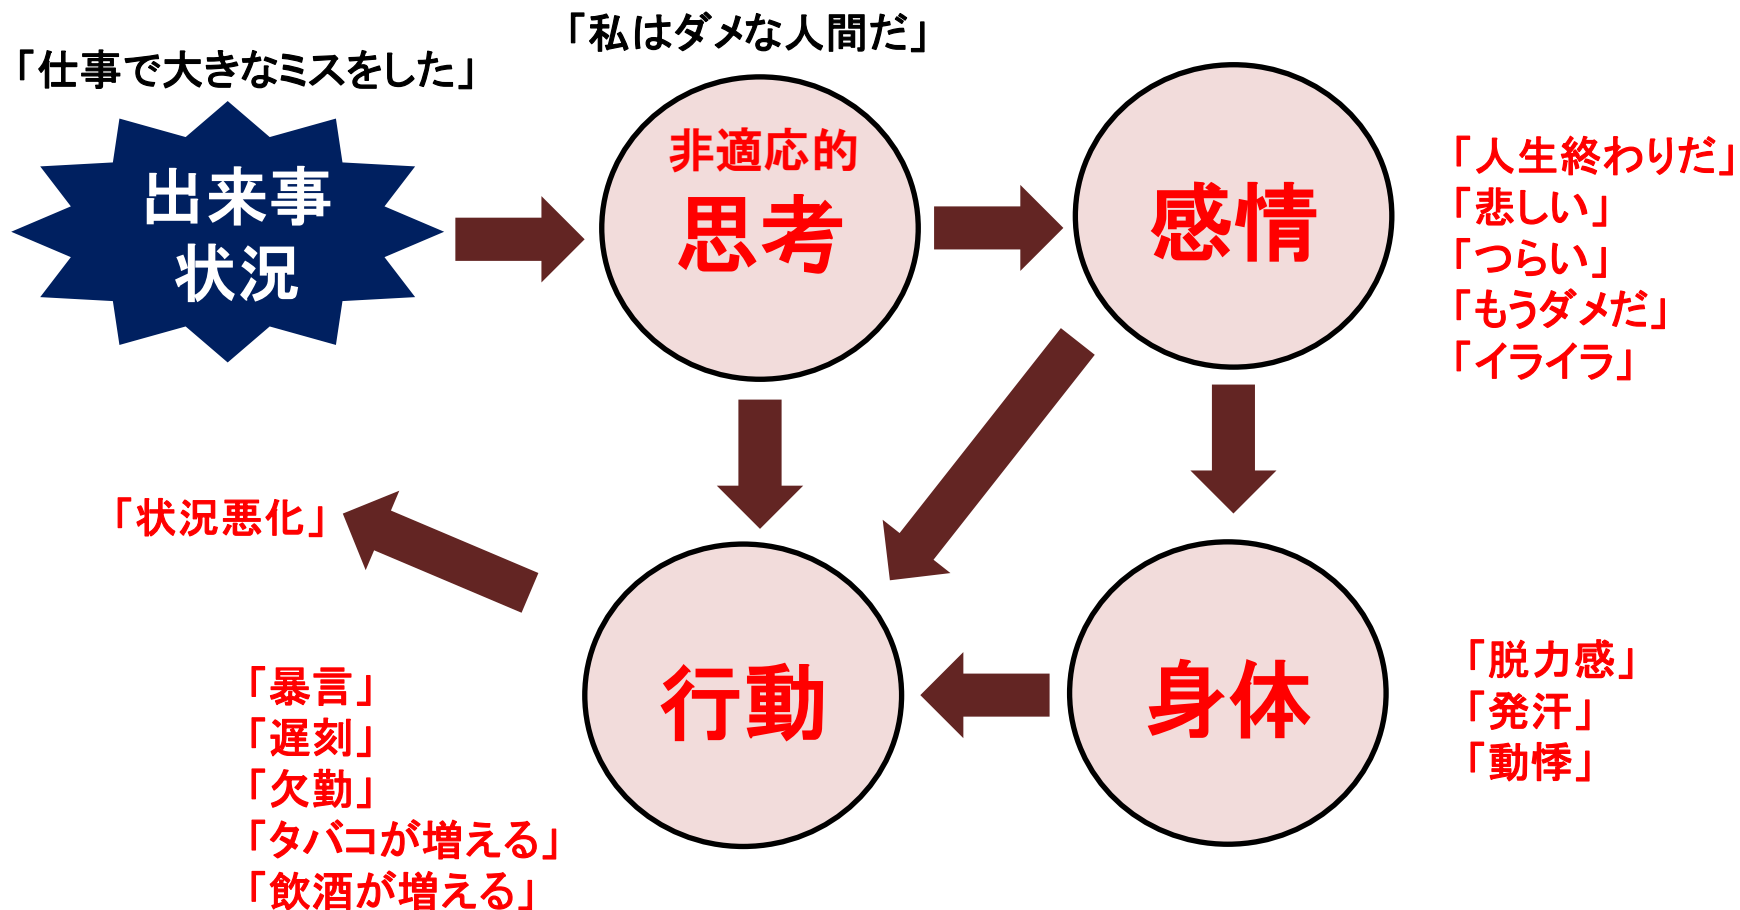 「私はダメな人間だ」
「仕事で大きなミスをした」
出来事
状況
非適応的
思考
感情
「人生終わりだ」
「悲しい」
「つらい」
「もうダメだ」
「イライラ」
「状況悪化」
行動
身体
「脱力感」
「発汗」
「動悸」
「暴言」
「遅刻」
「欠勤」
「タバコが増える」
「飲酒が増える」